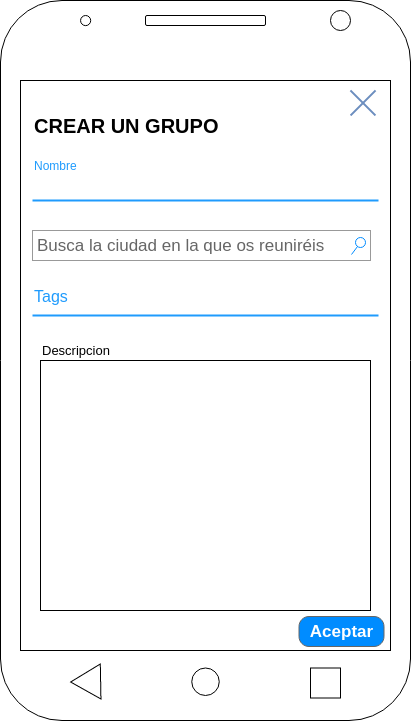 CREAR UN GRUPO
Nombre
Busca la ciudad en la que os reuniréis
Tags
Descripcion
Aceptar